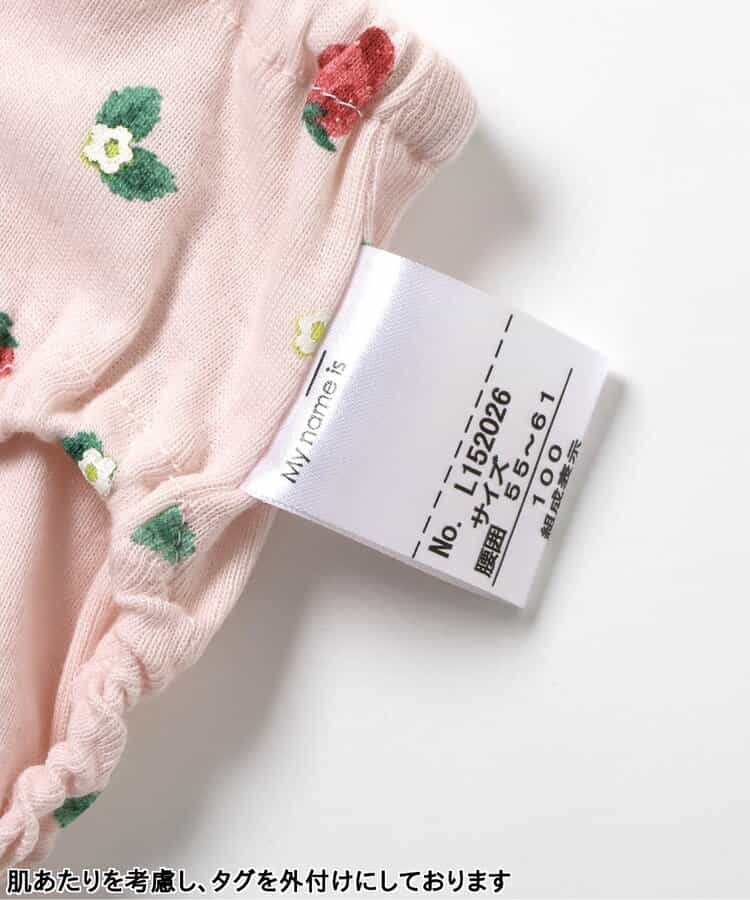 My name is
No. L152026
サイズ
腰囲 55～61
100
組成表示
肌あたりを考慮し、タグを外付けにしております